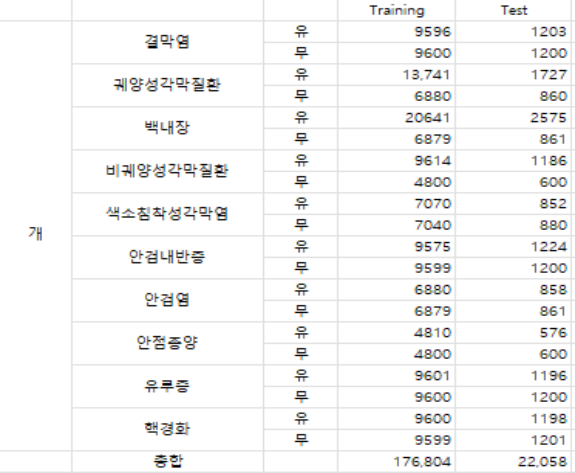 Training Test
개
결막염 유 9596 1203
무 9600 1200
궤양성각막질환 유 13,741 1727
무 6880 860
백내장 유 20641 2575
무 6879 861
비궤양성각막질환 유 9614 1186
무 4800 600
색소침착성각막염 유 7070 852
무 7040 880
안검내반증 유 9575 1224
무 9599 1200
안검염 유 6880 858
무 6879 861
안점종양 유 4810 576
무 4800 600
유루증 유 9601 1196
무 9600 1200
핵경화 유 9600 1198
무 9599 1201
총합 176,804 22,058